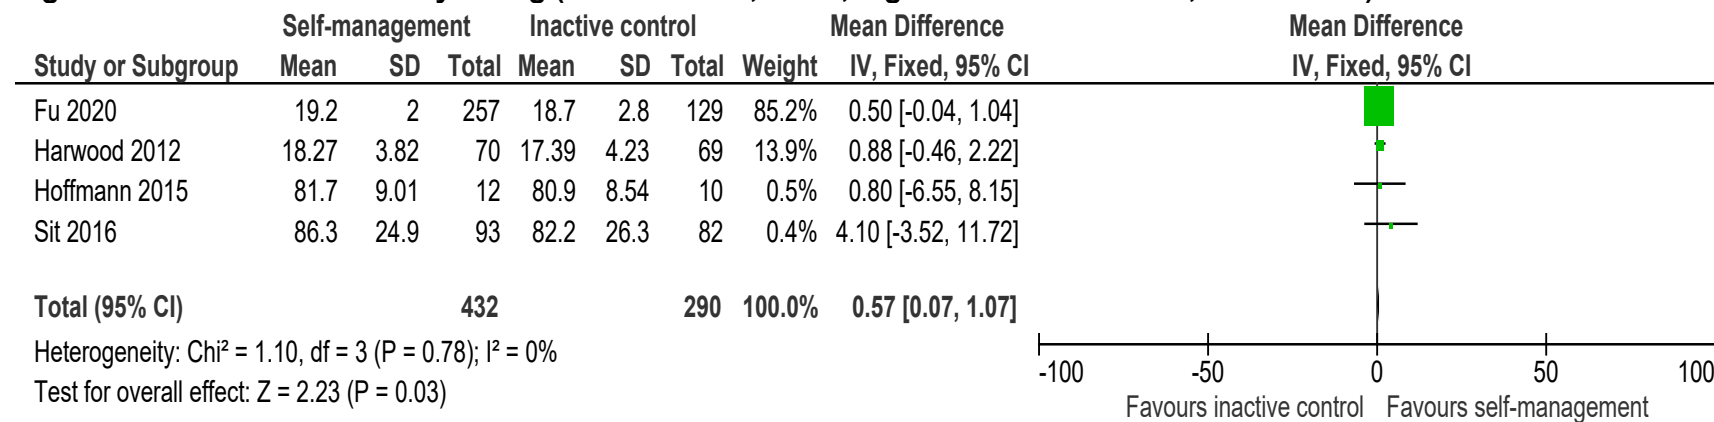 Self-management Inactive control Mean Difference Mean Difference
Study or Subgroup Mean SD Total Mean SD Total Weight IV, Fixed, 95% CI IV, Fixed, 95% CI
Fu 2020 19.2 2 257 18.7 2.8 129 85.2% 0.50 [-0.04, 1.04]
Harwood 2012 18.27 3.82 70 17.39 4.23 69 13.9% 0.88 [-0.46, 2.22]
Hoffmann 2015 81.7 9.01 12 80.9 8.54 10 0.5% 0.80 [-6.55, 8.15]
Sit 2016 86.3 24.9 93 82.2 26.3 82 0.4% 4.10 [-3.52, 11.72]
Total (95% CI) 432 290 100.0% 0.57 [0.07, 1.07]
Heterogeneity: Chi² = 1.10, df = 3 (P = 0.78); I² = 0%
Test for overall effect: Z = 2.23 (P = 0.03)
-100 -50 0 50 100
Favours inactive control Favours self-management